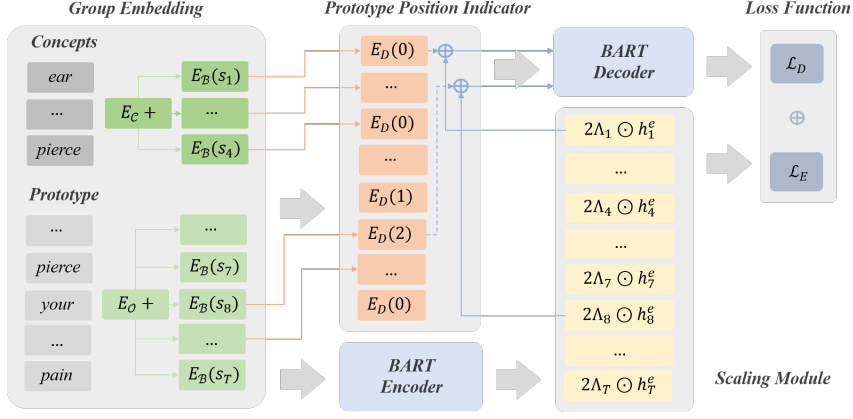 Group Embedding
Prototype Position Indicator
Loss Function
Concepts
ear
...
pierce
E_C +
E_B(s_1)
...
E_B(s_4)
Prototype
...
pierce
your
...
pain
E_O +
...
E_B(s_7)
E_B(s_8)
...
E_B(s_T)
E_D(0)
...
E_D(0)
...
E_D(1)
E_D(2)
...
E_D(0)
⊕
⊕
BART
Encoder
BART
Decoder
2Λ_1 ⊙ h_1^e
...
2Λ_4 ⊙ h_4^e
...
2Λ_7 ⊙ h_7^e
2Λ_8 ⊙ h_8^e
...
2Λ_T ⊙ h_T^e
Scaling Module
ℒ_D
⊕
ℒ_E